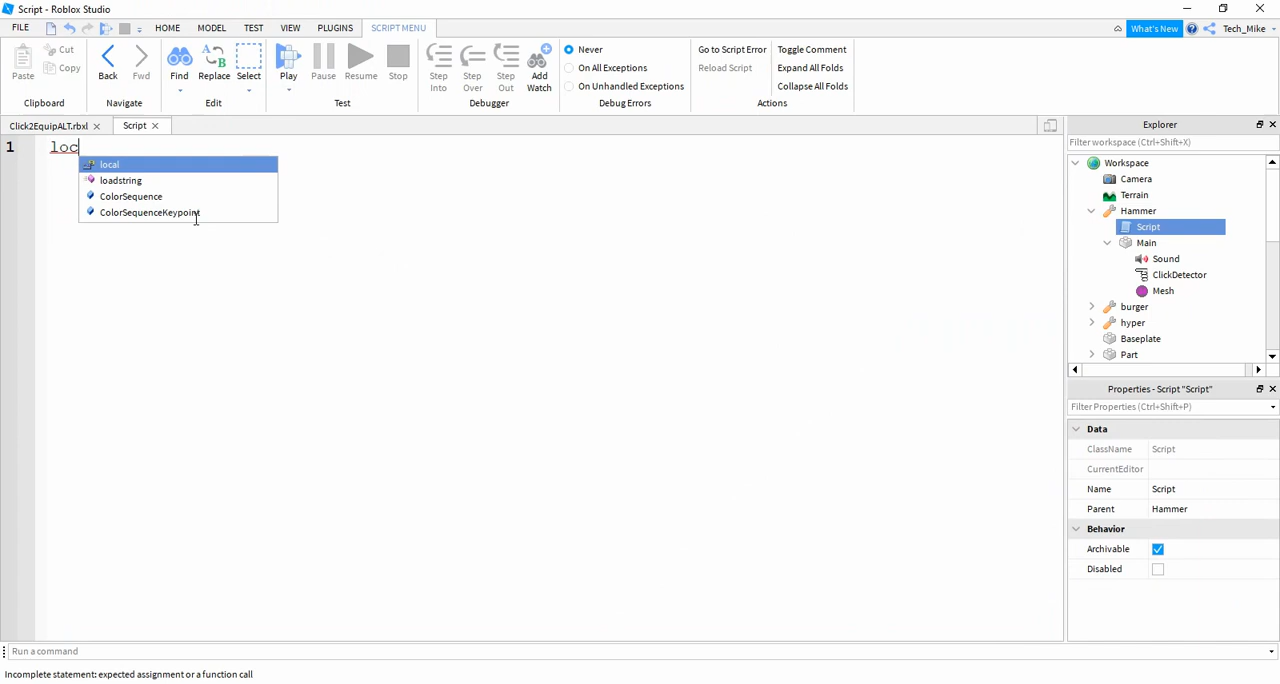 Script - Roblox Studio
FILE HOME MODEL TEST VIEW PLUGINS SCRIPT MENU What's New Tech_Mike
Paste Cut Copy Back Fwd Find Replace Select Play Pause Resume Stop Step Into Step Over Step Out Add Watch
Never
On All Exceptions
On Unhandled Exceptions
Go to Script Error
Reload Script
Toggle Comment
Expand All Folds
Collapse All Folds
Clipboard Navigate Edit Test Debugger Debug Errors Actions
Click2EquipALT.rbxl Script
1 loc
local
loadstring
ColorSequence
ColorSequenceKeypoint
Explorer
Filter workspace (Ctrl+Shift+X)
Workspace
Camera
Terrain
Hammer
Script
Main
Sound
ClickDetector
Mesh
burger
hyper
Baseplate
Part
Properties - Script "Script"
Filter Properties (Ctrl+Shift+P)
Data
ClassName Script
CurrentEditor
Name Script
Parent Hammer
Behavior
Archivable
Disabled
Run a command
Incomplete statement: expected assignment or a function call